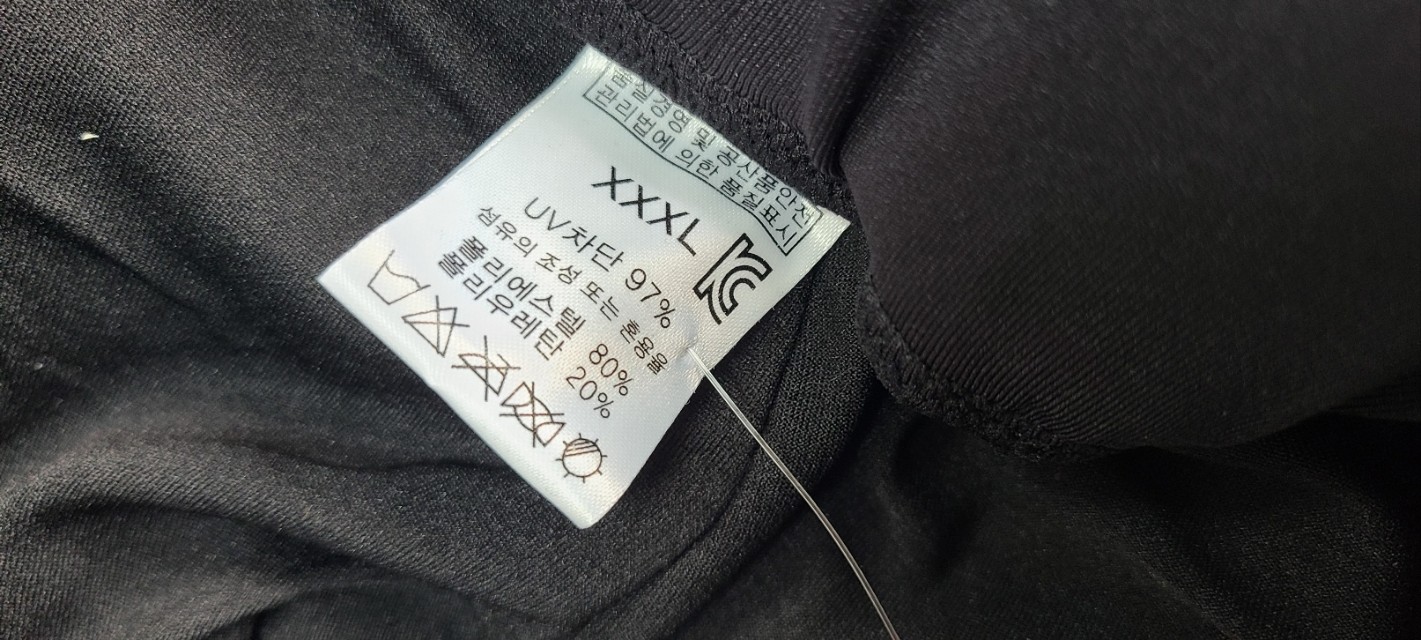 품질경영 및 공산품안전
관리법에 의한 품질표시
XXXL
UV차단 97%
섬유의 조성 또는 혼용율
폴리에스텔 80%
폴리우레탄 20%